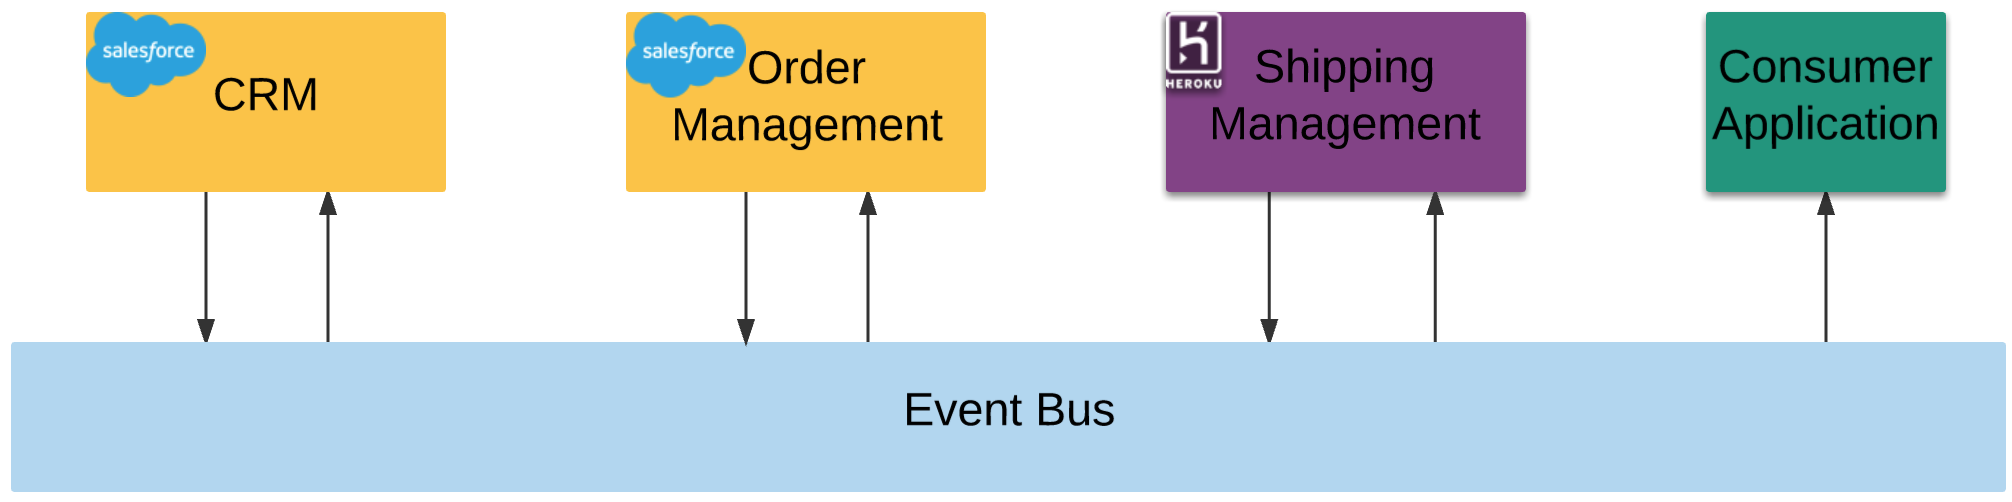 salesforce
CRM
salesforce
Order
Management
HEROKU
Shipping
Management
Consumer
Application
Event Bus